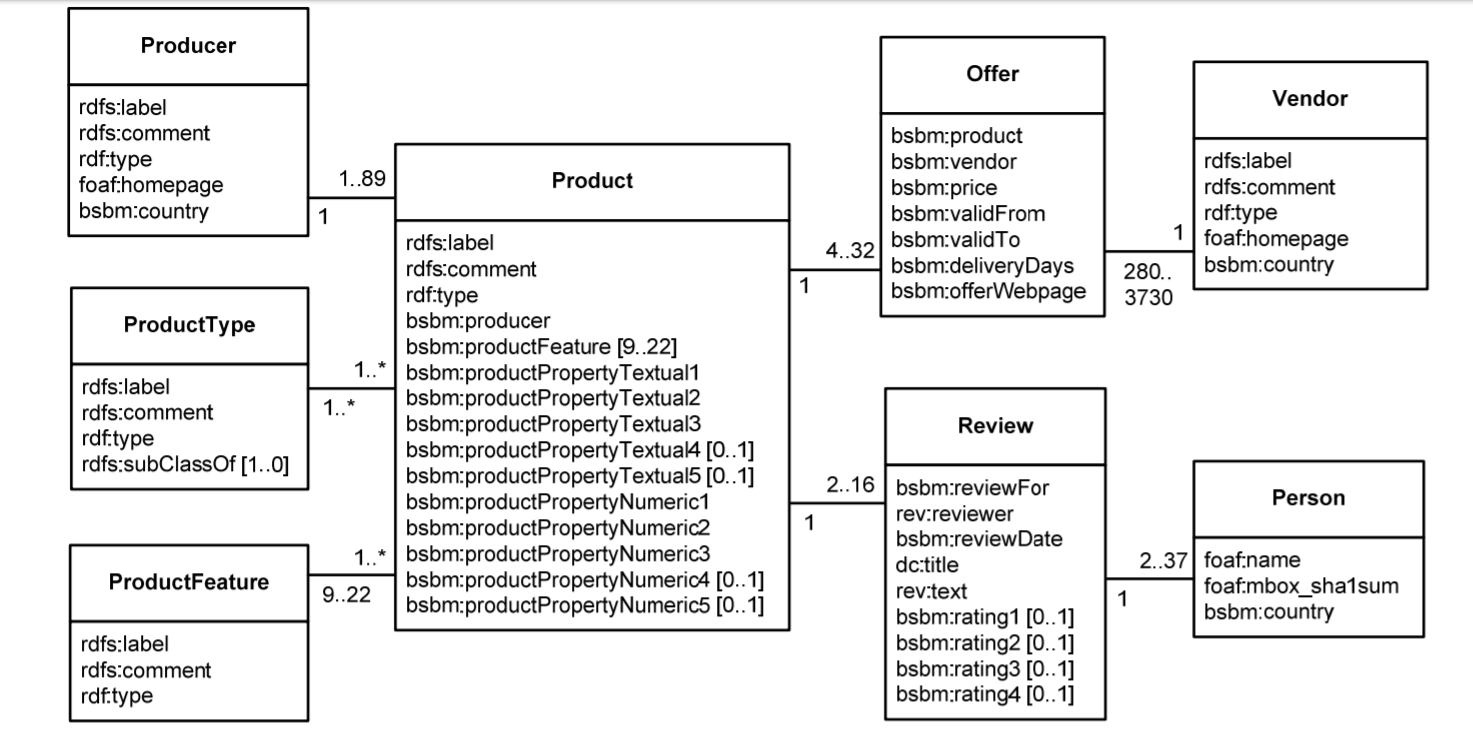 Producer
rdfs:label
rdfs:comment
rdf:type
foaf:homepage
bsbm:country
1..89
1
ProductType
rdfs:label
rdfs:comment
rdf:type
rdfs:subClassOf [1..0]
1..*
1..*
ProductFeature
rdfs:label
rdfs:comment
rdf:type
1..*
9..22
Product
rdfs:label
rdfs:comment
rdf:type
bsbm:producer
bsbm:productFeature [9..22]
bsbm:productPropertyTextual1
bsbm:productPropertyTextual2
bsbm:productPropertyTextual3
bsbm:productPropertyTextual4 [0..1]
bsbm:productPropertyTextual5 [0..1]
bsbm:productPropertyNumeric1
bsbm:productPropertyNumeric2
bsbm:productPropertyNumeric3
bsbm:productPropertyNumeric4 [0..1]
bsbm:productPropertyNumeric5 [0..1]
4..32
1
2..16
1
Offer
bsbm:product
bsbm:vendor
bsbm:price
bsbm:validFrom
bsbm:validTo
bsbm:deliveryDays
bsbm:offerWebpage
1
280..
3730
Vendor
rdfs:label
rdfs:comment
rdf:type
foaf:homepage
bsbm:country
Review
bsbm:reviewFor
rev:reviewer
bsbm:reviewDate
dc:title
rev:text
bsbm:rating1 [0..1]
bsbm:rating2 [0..1]
bsbm:rating3 [0..1]
bsbm:rating4 [0..1]
2..37
1
Person
foaf:name
foaf:mbox_sha1sum
bsbm:country